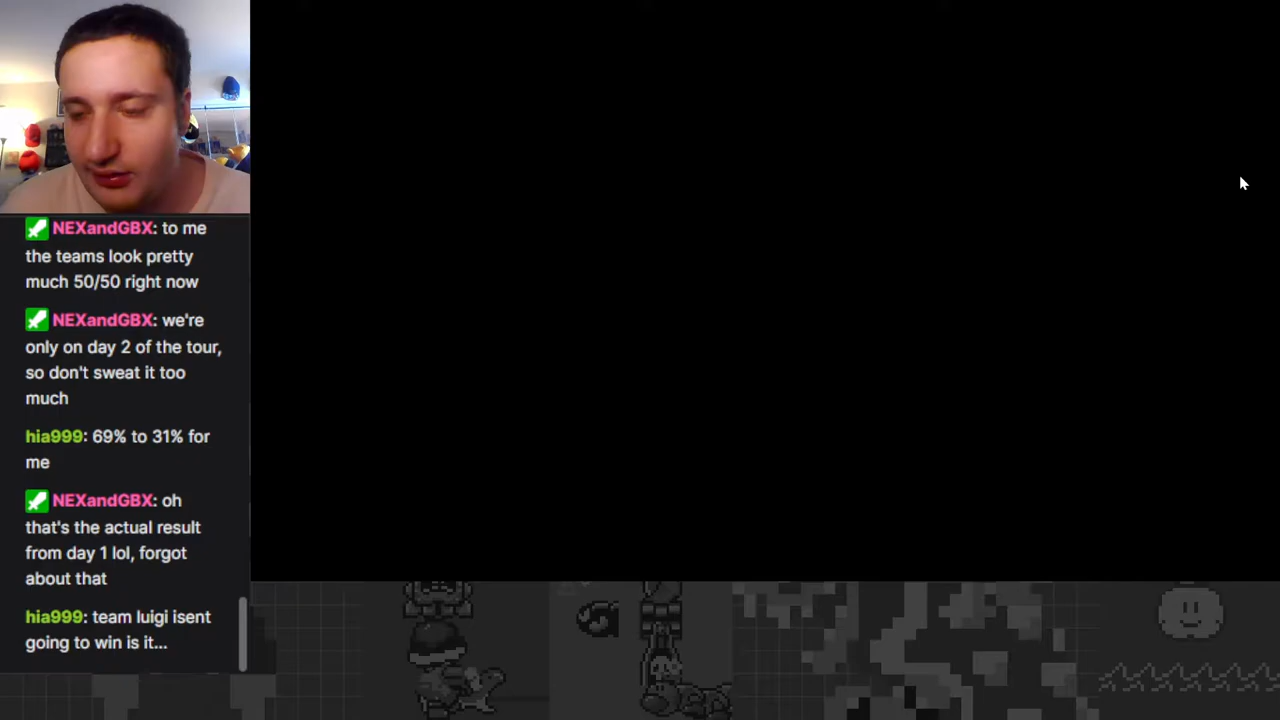 NEXandGBX: to me
the teams look pretty
much 50/50 right now
NEXandGBX: we're
only on day 2 of the tour,
so don't sweat it too
much
hia999: 69% to 31% for
me
NEXandGBX: oh
that's the actual result
from day 1 lol, forgot
about that
hia999: team luigi isent
going to win is it...